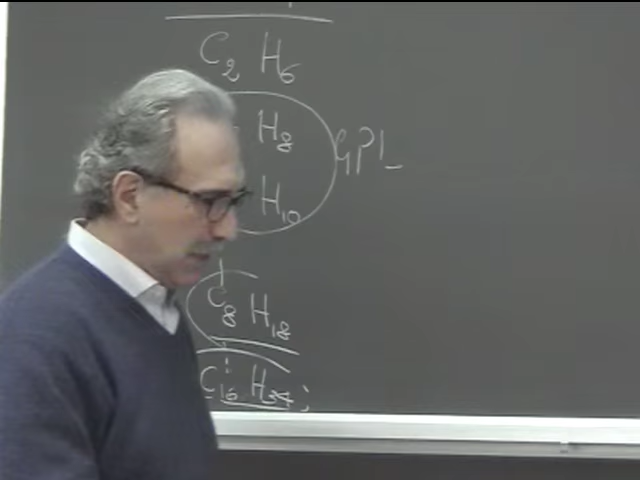 C₂ H₆
H₈ GPL
H₁₀
C₈ H₁₈
C₁₆ H₃₄